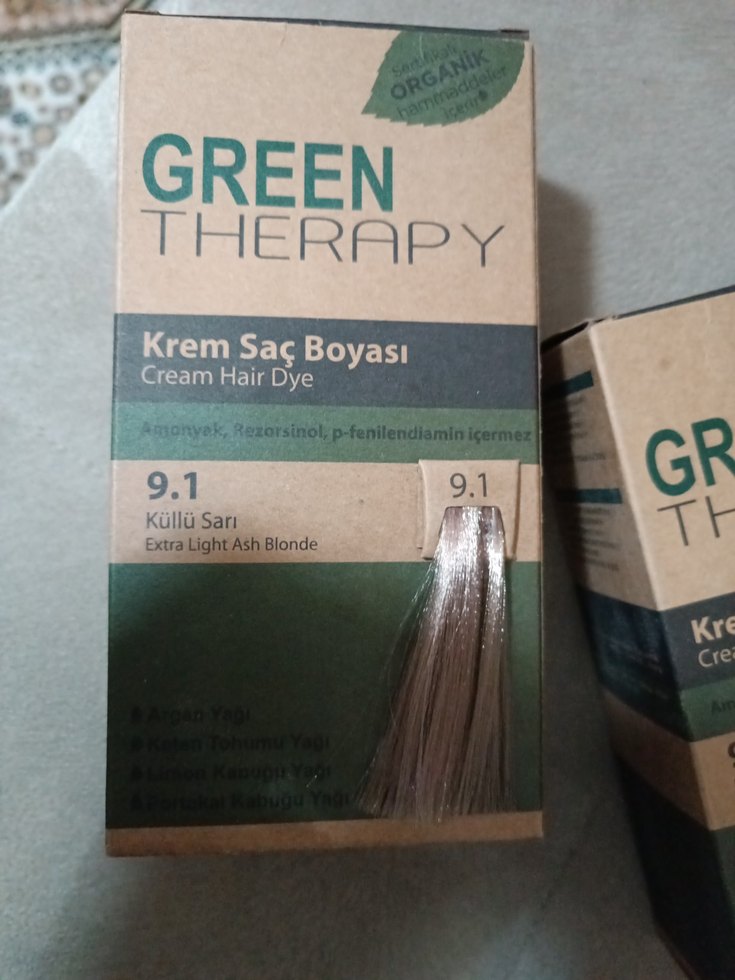 Sertifikalı
ORGANİK
hammaddeler
içerir
GREEN
THERAPY
Krem Saç Boyası
Cream Hair Dye
Amonyak, Rezorsinol, p-fenilendiamin içermez
9.1
Küllü Sarı
Extra Light Ash Blonde
9.1
Argan Yağı
Keten Tohumu Yağı
Limon Kabuğu Yağı
Portakal Kabuğu Yağı
GR
TH
Kre
Crea
Am
9